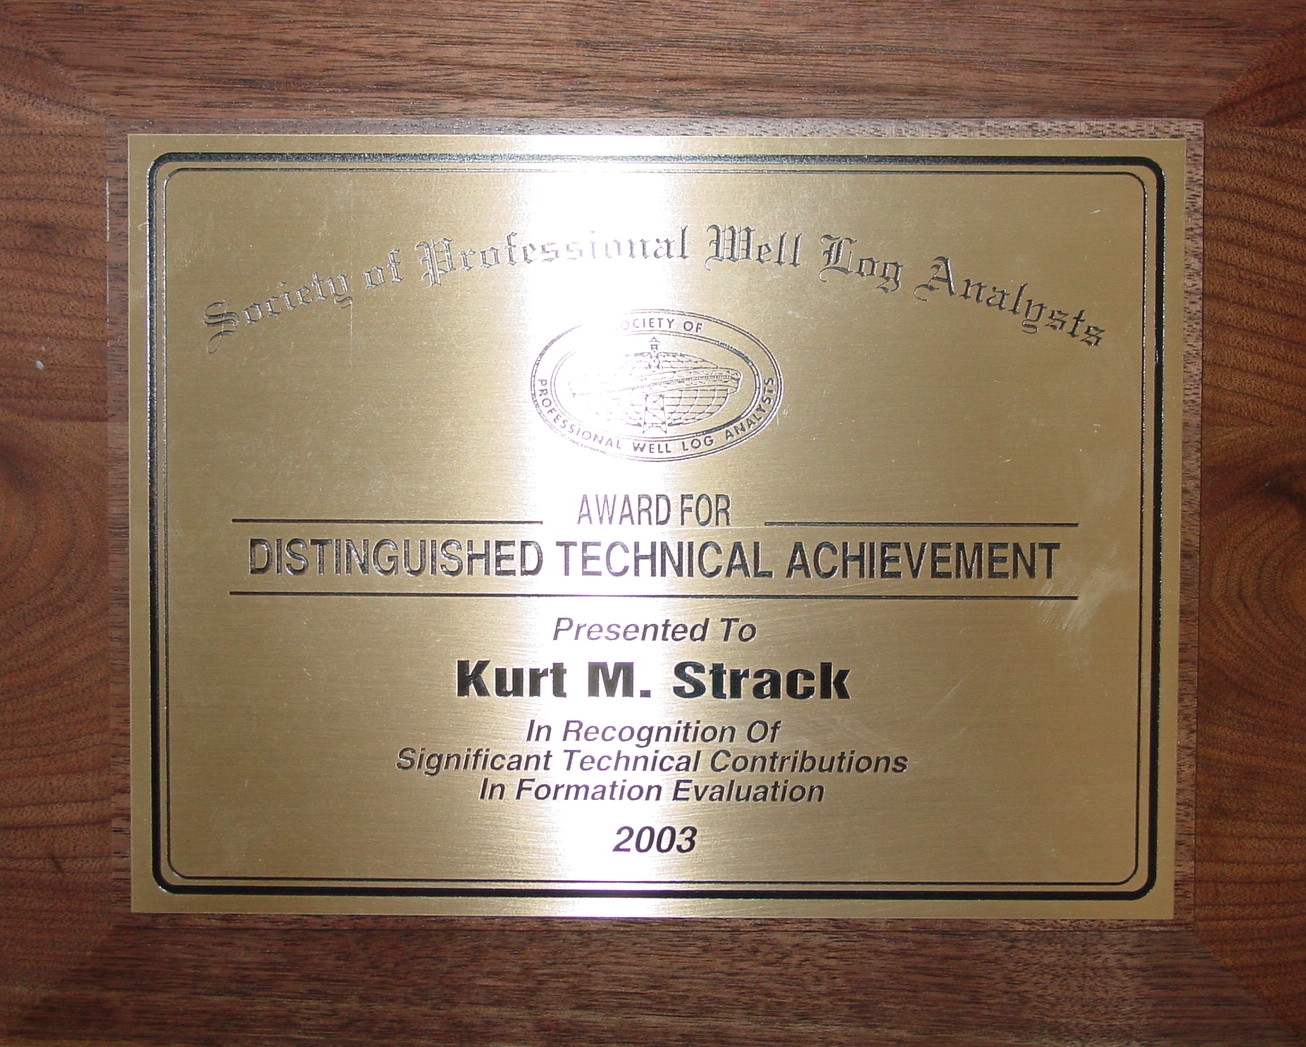 Society of Professional Well Log Analysts
SOCIETY OF
PROFESSIONAL WELL LOG ANALYSTS
AWARD FOR
DISTINGUISHED TECHNICAL ACHIEVEMENT
Presented To
Kurt M. Strack
In Recognition Of
Significant Technical Contributions
In Formation Evaluation
2003